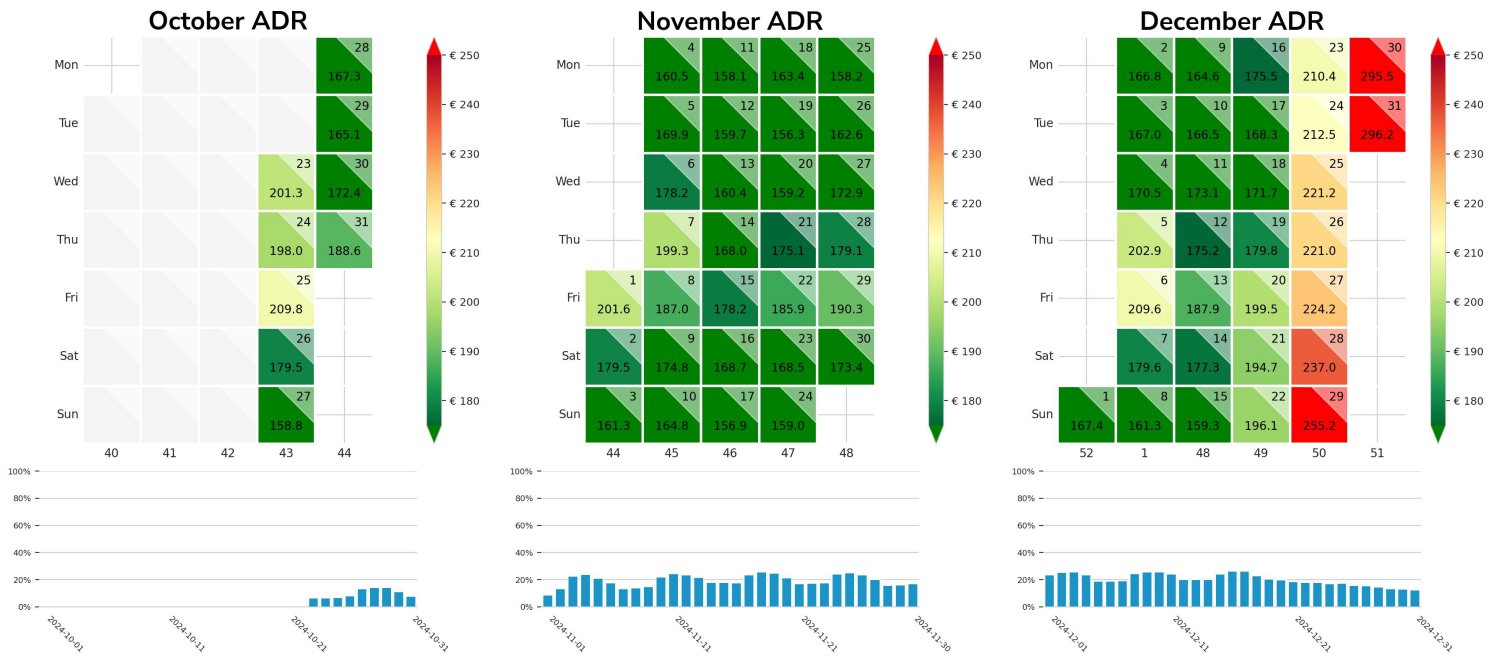 October ADR
Mon 28 167.3
Tue 29 165.1
Wed 23 201.3 30 172.4
Thu 24 198.0 31 188.6
Fri 25 209.8
Sat 26 179.5
Sun 27 158.8
40 41 42 43 44
€ 250
€ 240
€ 230
€ 220
€ 210
€ 200
€ 190
€ 180
100%
80%
60%
40%
20%
0%
2024-10-01 2024-10-11 2024-10-21 2024-10-31
November ADR
Mon 4 160.5 11 158.1 18 163.4 25 158.2
Tue 5 169.9 12 159.7 19 156.3 26 162.6
Wed 6 178.2 13 160.4 20 159.2 27 172.9
Thu 7 199.3 14 168.0 21 175.1 28 179.1
Fri 1 201.6 8 187.0 15 178.2 22 185.9 29 190.3
Sat 2 179.5 9 174.8 16 168.7 23 168.5 30 173.4
Sun 3 161.3 10 164.8 17 156.9 24 159.0
44 45 46 47 48
€ 250
€ 240
€ 230
€ 220
€ 210
€ 200
€ 190
€ 180
100%
80%
60%
40%
20%
0%
2024-11-01 2024-11-11 2024-11-21 2024-11-30
December ADR
Mon 2 166.8 9 164.6 16 175.5 23 210.4 30 295.5
Tue 3 167.0 10 166.5 17 168.3 24 212.5 31 296.2
Wed 4 170.5 11 173.1 18 171.7 25 221.2
Thu 5 202.9 12 175.2 19 179.8 26 221.0
Fri 6 209.6 13 187.9 20 199.5 27 224.2
Sat 7 179.6 14 177.3 21 194.7 28 237.0
Sun 1 167.4 8 161.3 15 159.3 22 196.1 29 255.2
52 1 48 49 50 51
€ 250
€ 240
€ 230
€ 220
€ 210
€ 200
€ 190
€ 180
100%
80%
60%
40%
20%
0%
2024-12-01 2024-12-11 2024-12-21 2024-12-31